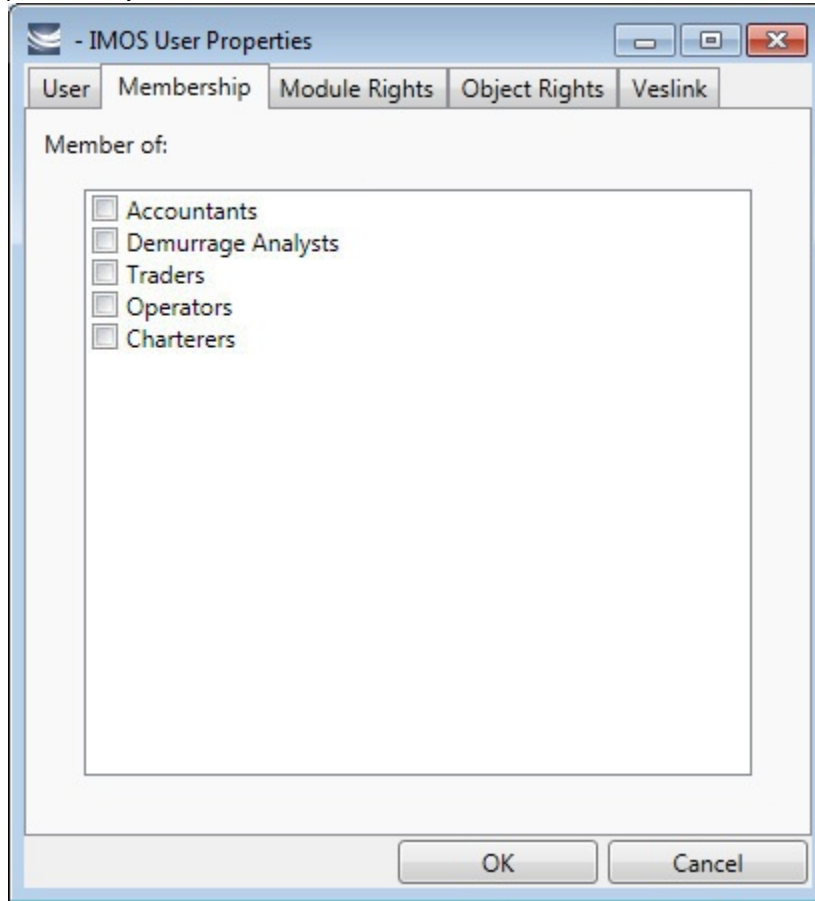 - IMOS User Properties
User Membership Module Rights Object Rights Veslink
Member of:
Accountants
Demurrage Analysts
Traders
Operators
Charterers
OK Cancel